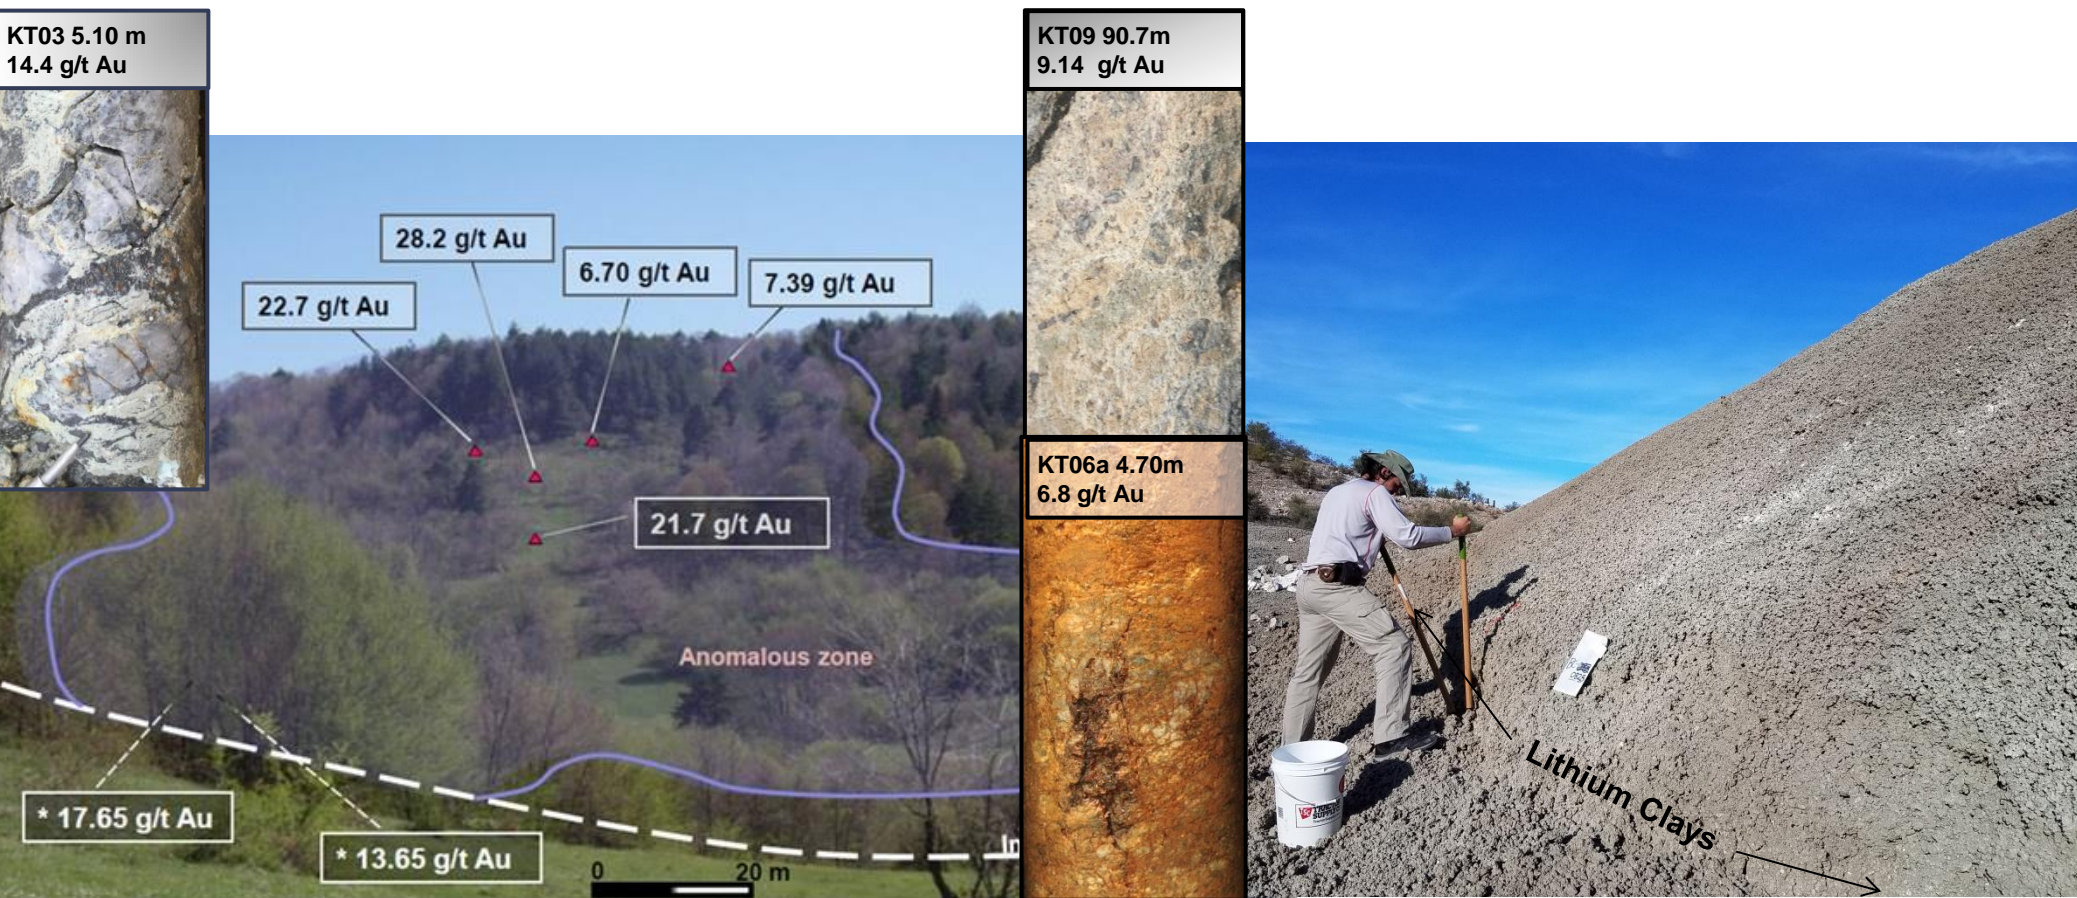 KT03 5.10 m
14.4 g/t Au
KT09 90.7m
9.14 g/t Au
28.2 g/t Au
6.70 g/t Au
7.39 g/t Au
22.7 g/t Au
KT06a 4.70m
6.8 g/t Au
21.7 g/t Au
Anomalous zone
Lithium Clays
* 17.65 g/t Au
* 13.65 g/t Au
In
0 20 m